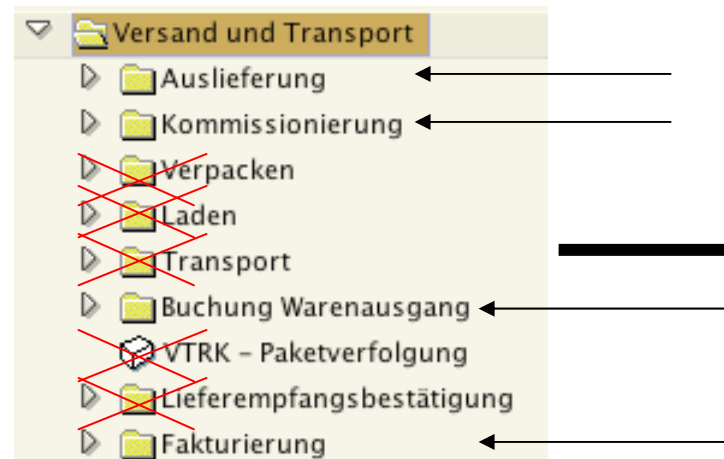 Versand und Transport
Auslieferung
Kommissionierung
Verpacken
Laden
Transport
Buchung Warenausgang
VTRK – Paketverfolgung
Lieferempfangsbestätigung
Fakturierung